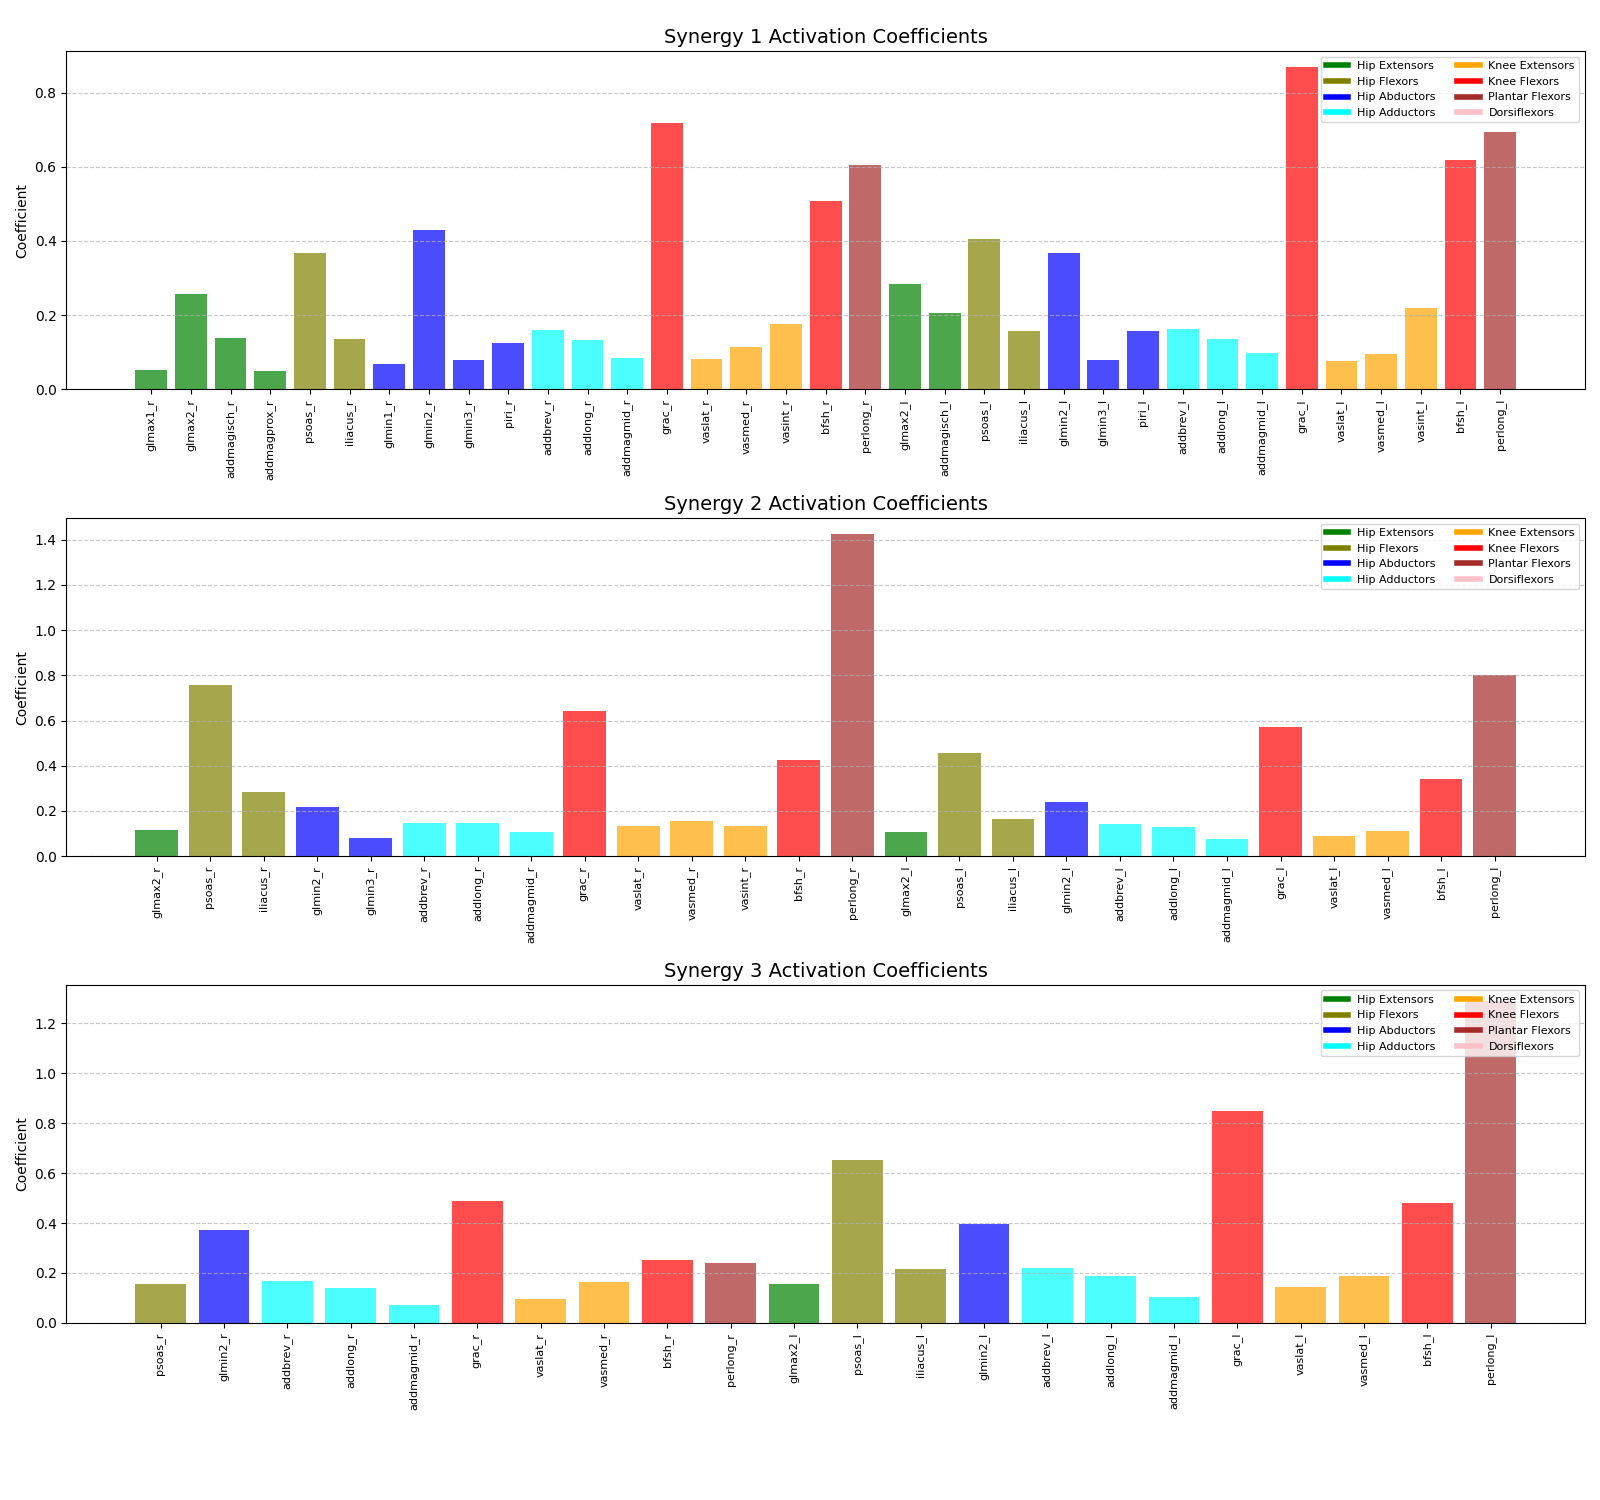 Synergy 1 Activation Coefficients
Coefficient
0.8
0.6
0.4
0.2
0.0
Hip Extensors
Hip Flexors
Hip Abductors
Hip Adductors
Knee Extensors
Knee Flexors
Plantar Flexors
Dorsiflexors
glmax1_r
glmax2_r
addmagisch_r
addmagprox_r
psoas_r
iliacus_r
glmin1_r
glmin2_r
glmin3_r
piri_r
addbrev_r
addlong_r
addmagmid_r
grac_r
vaslat_r
vasmed_r
vasint_r
bfsh_r
perlong_r
glmax2_l
addmagisch_l
psoas_l
iliacus_l
glmin2_l
glmin3_l
piri_l
addbrev_l
addlong_l
addmagmid_l
grac_l
vaslat_l
vasmed_l
vasint_l
bfsh_l
perlong_l
Synergy 2 Activation Coefficients
Coefficient
1.4
1.2
1.0
0.8
0.6
0.4
0.2
0.0
Hip Extensors
Hip Flexors
Hip Abductors
Hip Adductors
Knee Extensors
Knee Flexors
Plantar Flexors
Dorsiflexors
glmax2_r
psoas_r
iliacus_r
glmin2_r
glmin3_r
addbrev_r
addlong_r
addmagmid_r
grac_r
vaslat_r
vasmed_r
vasint_r
bfsh_r
perlong_r
glmax2_l
psoas_l
iliacus_l
glmin2_l
addbrev_l
addlong_l
addmagmid_l
grac_l
vaslat_l
vasmed_l
bfsh_l
perlong_l
Synergy 3 Activation Coefficients
Coefficient
1.2
1.0
0.8
0.6
0.4
0.2
0.0
Hip Extensors
Hip Flexors
Hip Abductors
Hip Adductors
Knee Extensors
Knee Flexors
Plantar Flexors
Dorsiflexors
psoas_r
glmin2_r
addbrev_r
addlong_r
addmagmid_r
grac_r
vaslat_r
vasmed_r
bfsh_r
perlong_r
glmax2_l
psoas_l
iliacus_l
glmin2_l
addbrev_l
addlong_l
addmagmid_l
grac_l
vaslat_l
vasmed_l
bfsh_l
perlong_l